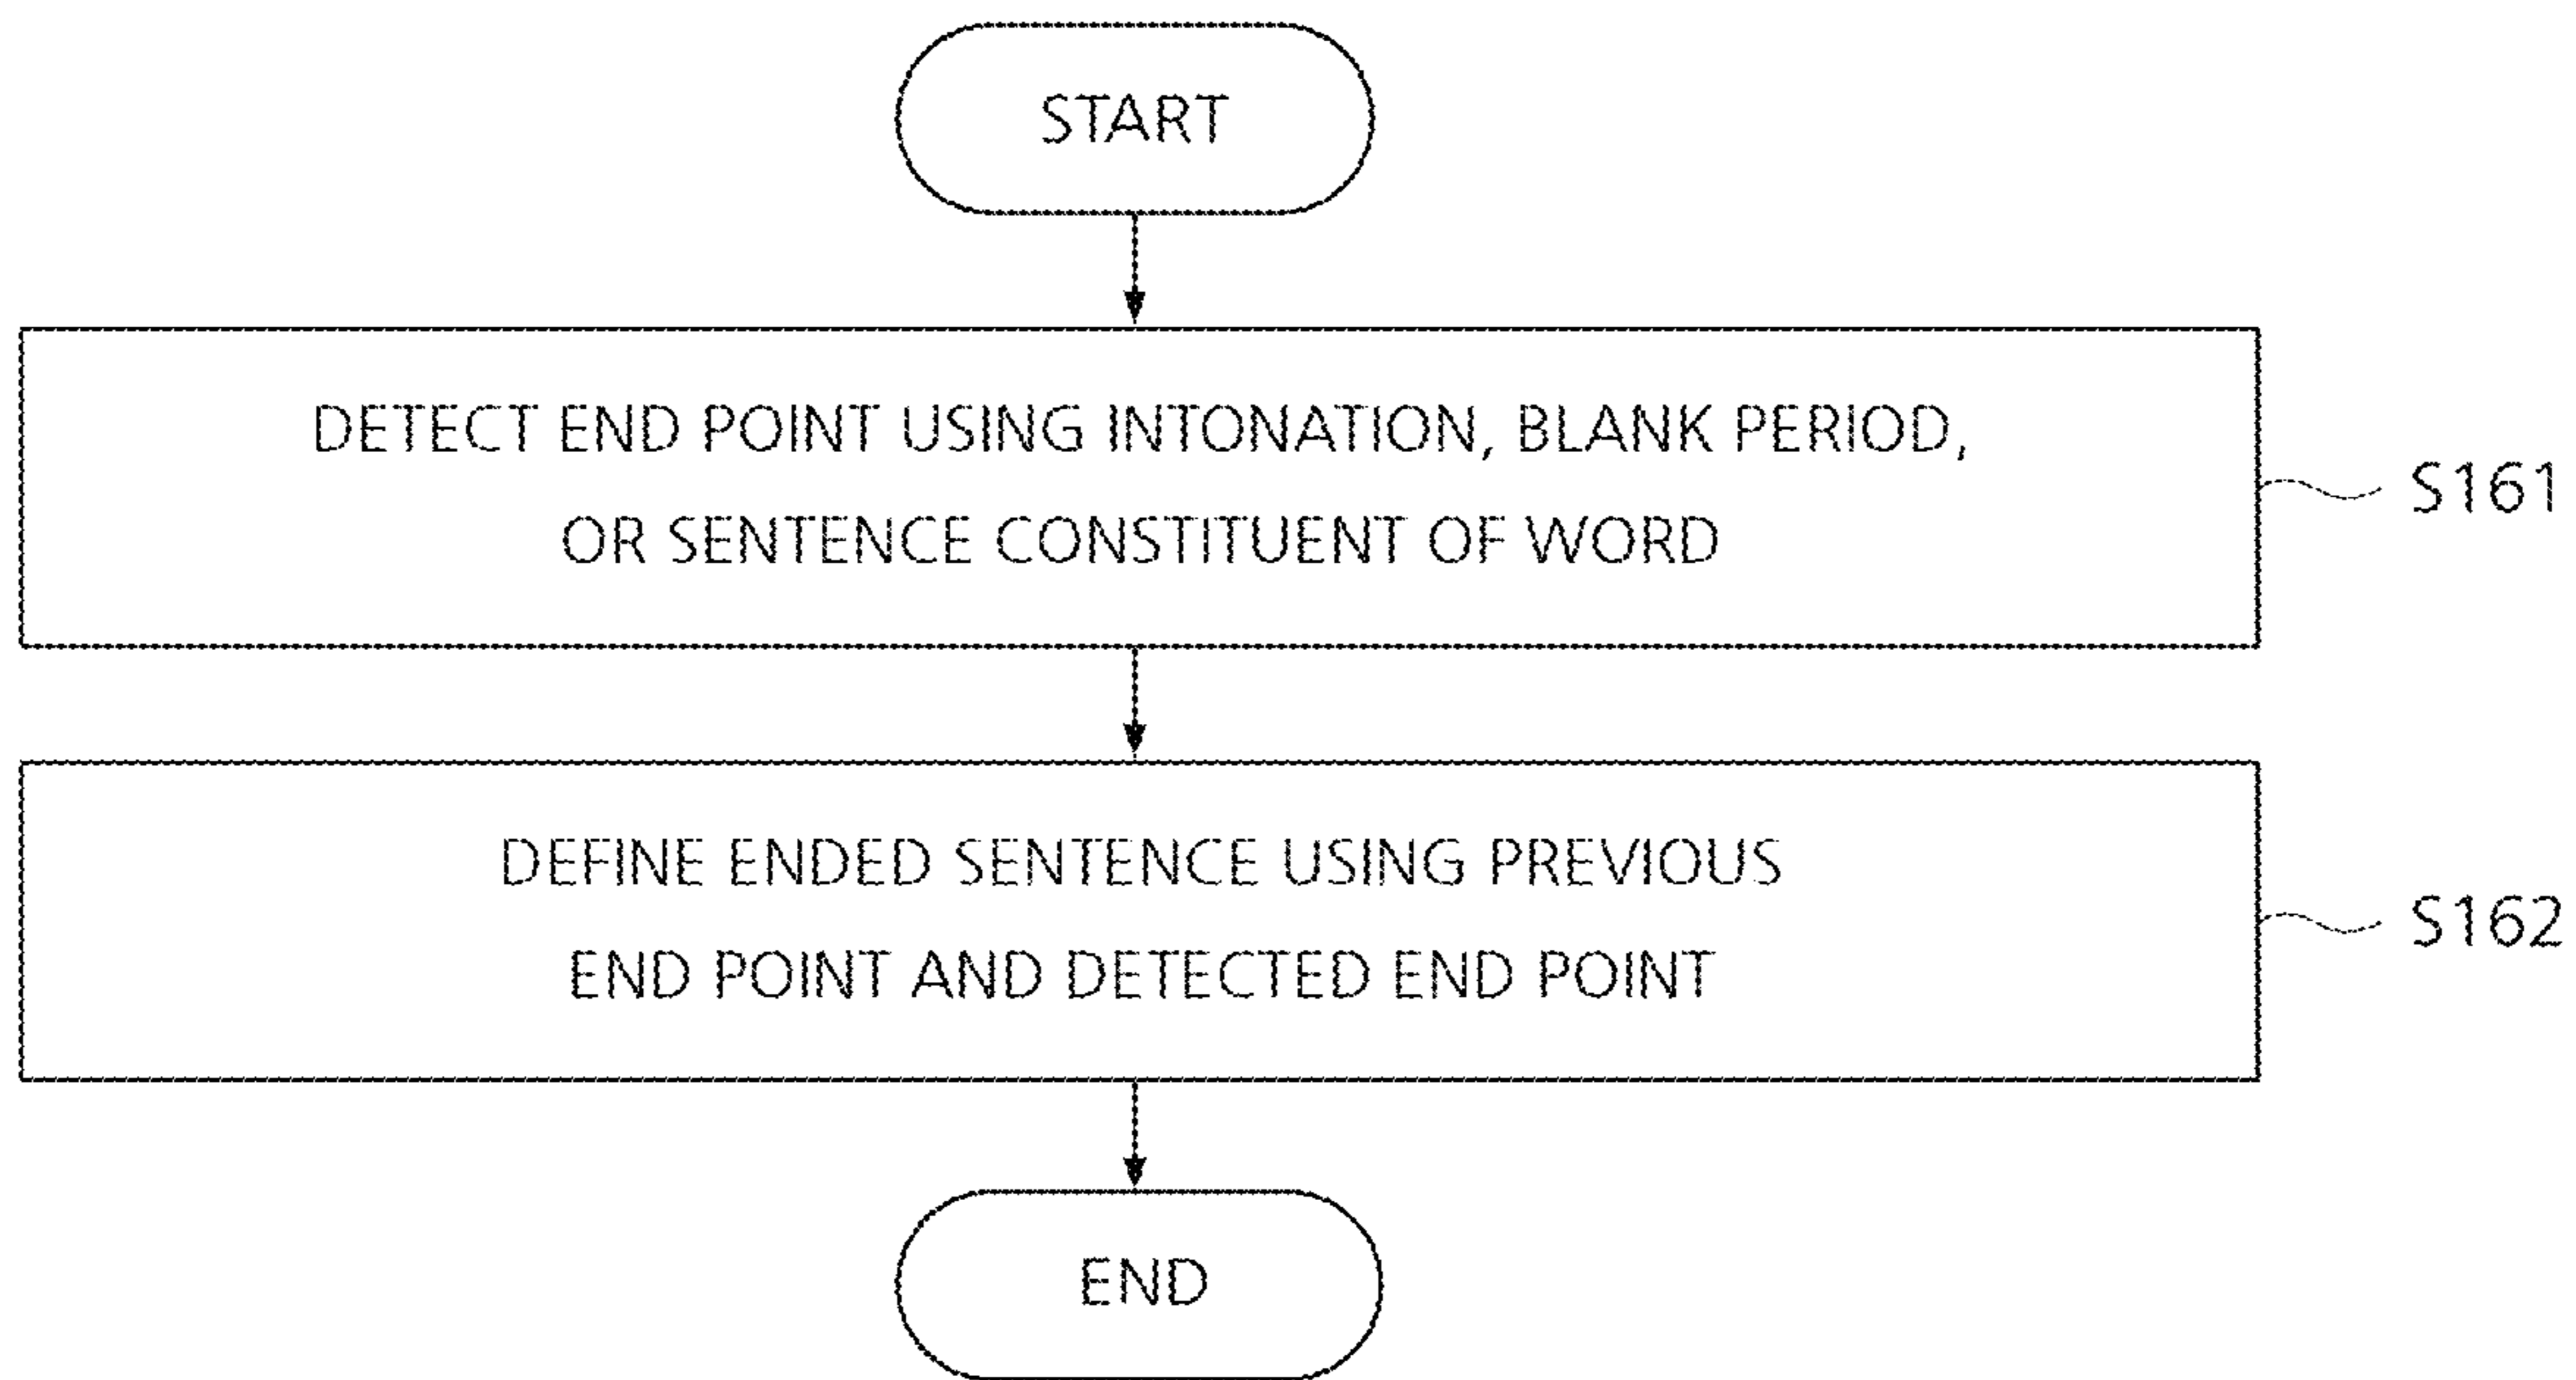 START
DETECT END POINT USING INTONATION, BLANK PERIOD,
OR SENTENCE CONSTITUENT OF WORD
S161
DEFINE ENDED SENTENCE USING PREVIOUS
END POINT AND DETECTED END POINT
S162
END